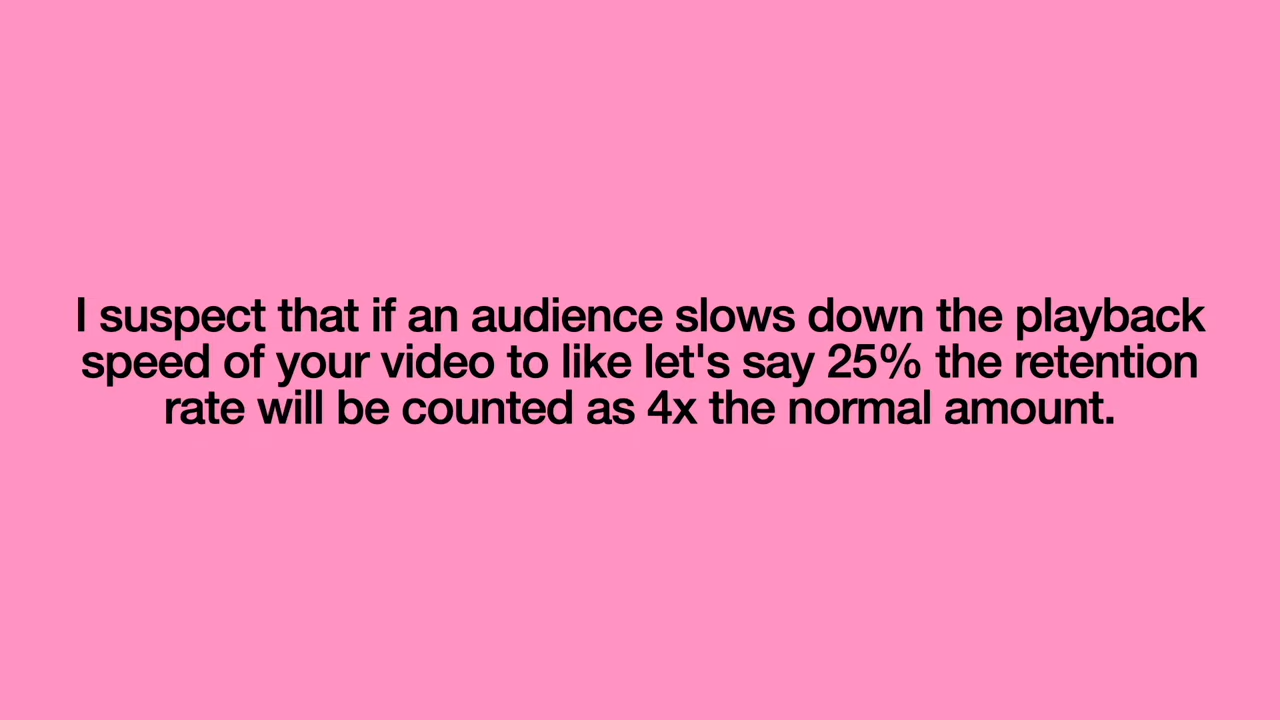 I suspect that if an audience slows down the playback
speed of your video to like let's say 25% the retention
rate will be counted as 4x the normal amount.